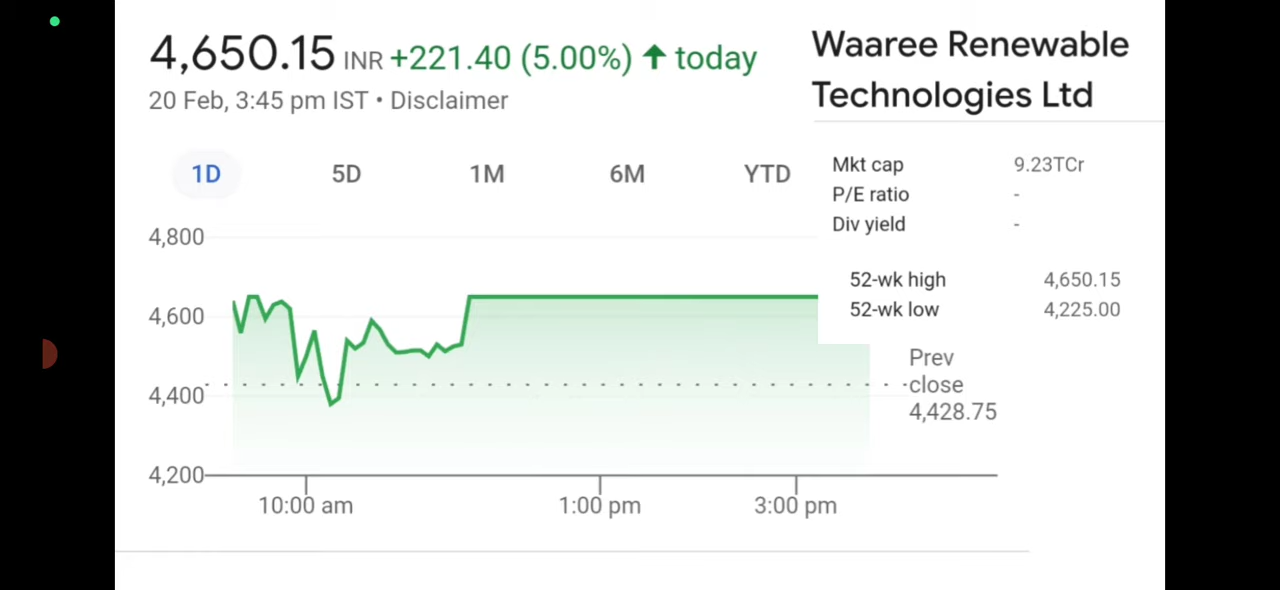 4,650.15 INR +221.40 (5.00%) ↑ today
20 Feb, 3:45 pm IST • Disclaimer
Waaree Renewable
Technologies Ltd
1D 5D 1M 6M YTD
Mkt cap 9.23TCr
P/E ratio -
Div yield -
52-wk high 4,650.15
52-wk low 4,225.00
4,800
4,600
4,400
4,200
Prev
close
4,428.75
10:00 am 1:00 pm 3:00 pm